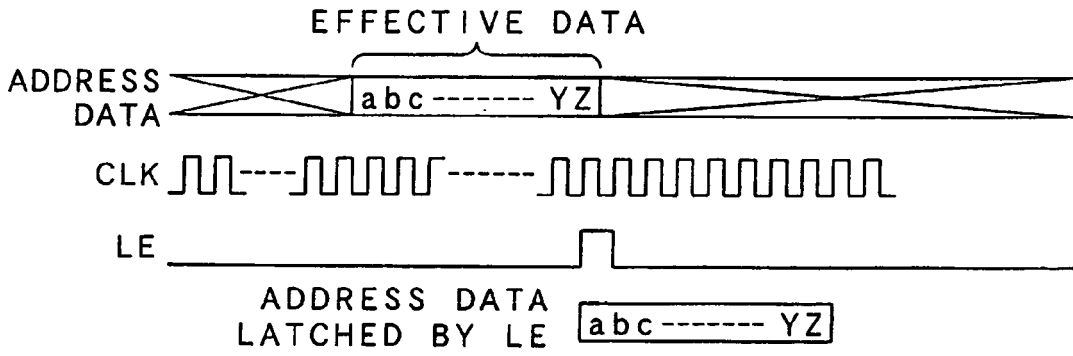 EFFECTIVE DATA
ADDRESS
DATA
abc------- YZ
CLK
LE
ADDRESS DATA
LATCHED BY LE
abc------- YZ